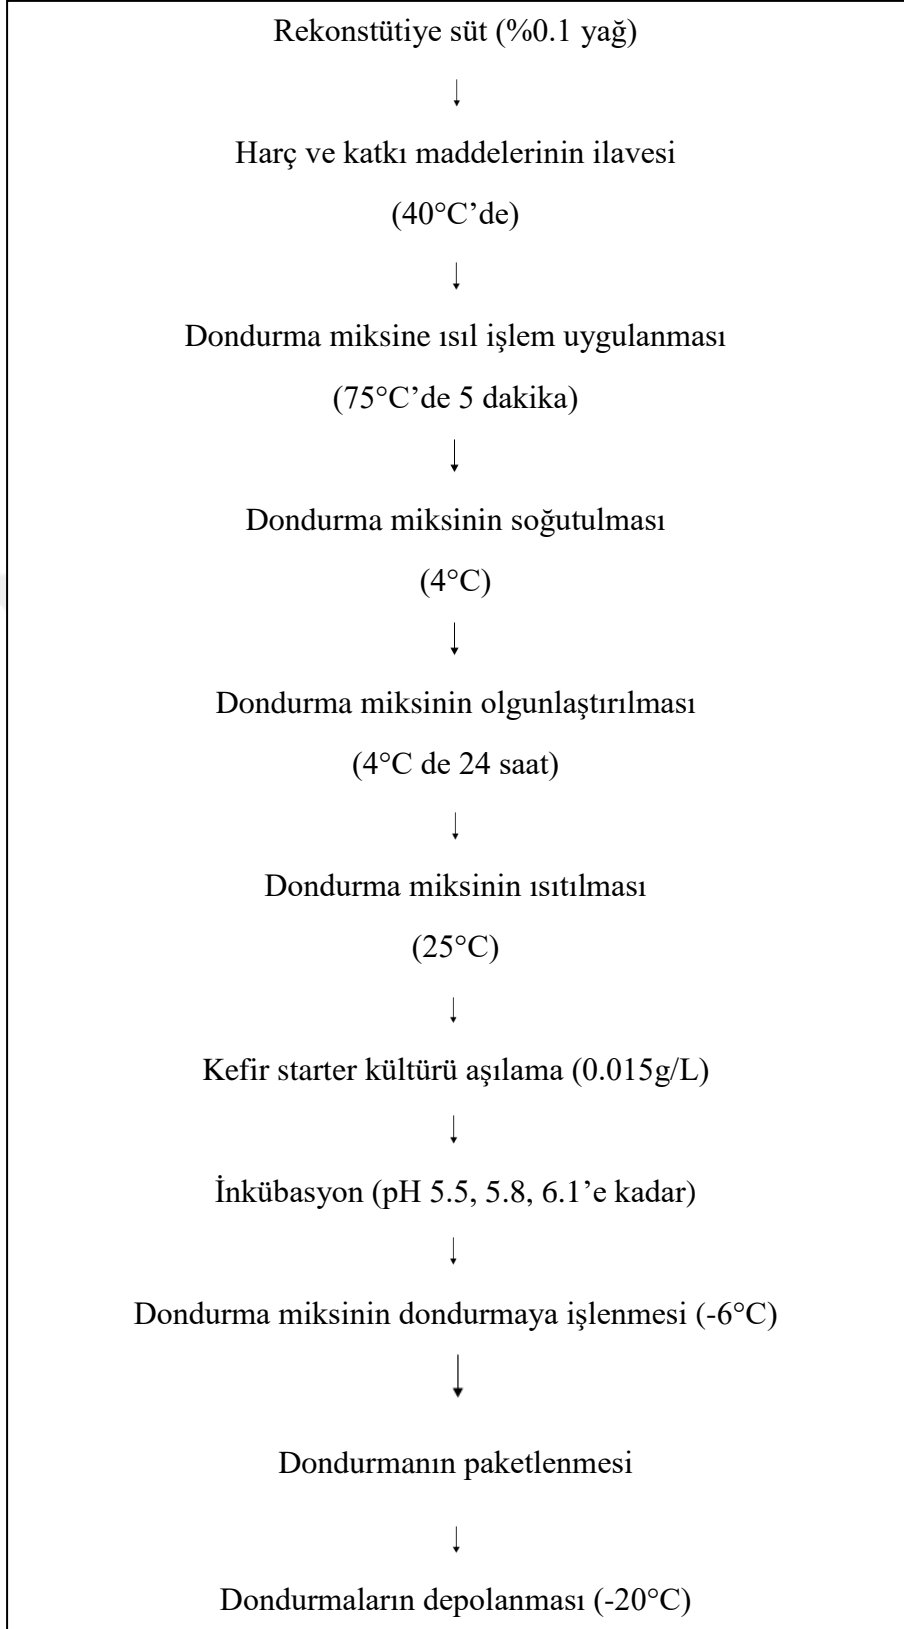 Rekonstütiye süt (%0.1 yağ)
Harç ve katkı maddelerinin ilavesi
(40°C’de)
Dondurma miksine ısıl işlem uygulanması
(75°C’de 5 dakika)
Dondurma miksinin soğutulması
(4°C)
Dondurma miksinin olgunlaştırılması
(4°C de 24 saat)
Dondurma miksinin ısıtılması
(25°C)
Kefir starter kültürü aşılama (0.015g/L)
İnkübasyon (pH 5.5, 5.8, 6.1’e kadar)
Dondurma miksinin dondurmaya işlenmesi (-6°C)
Dondurmanın paketlenmesi
Dondurmaların depolanması (-20°C)